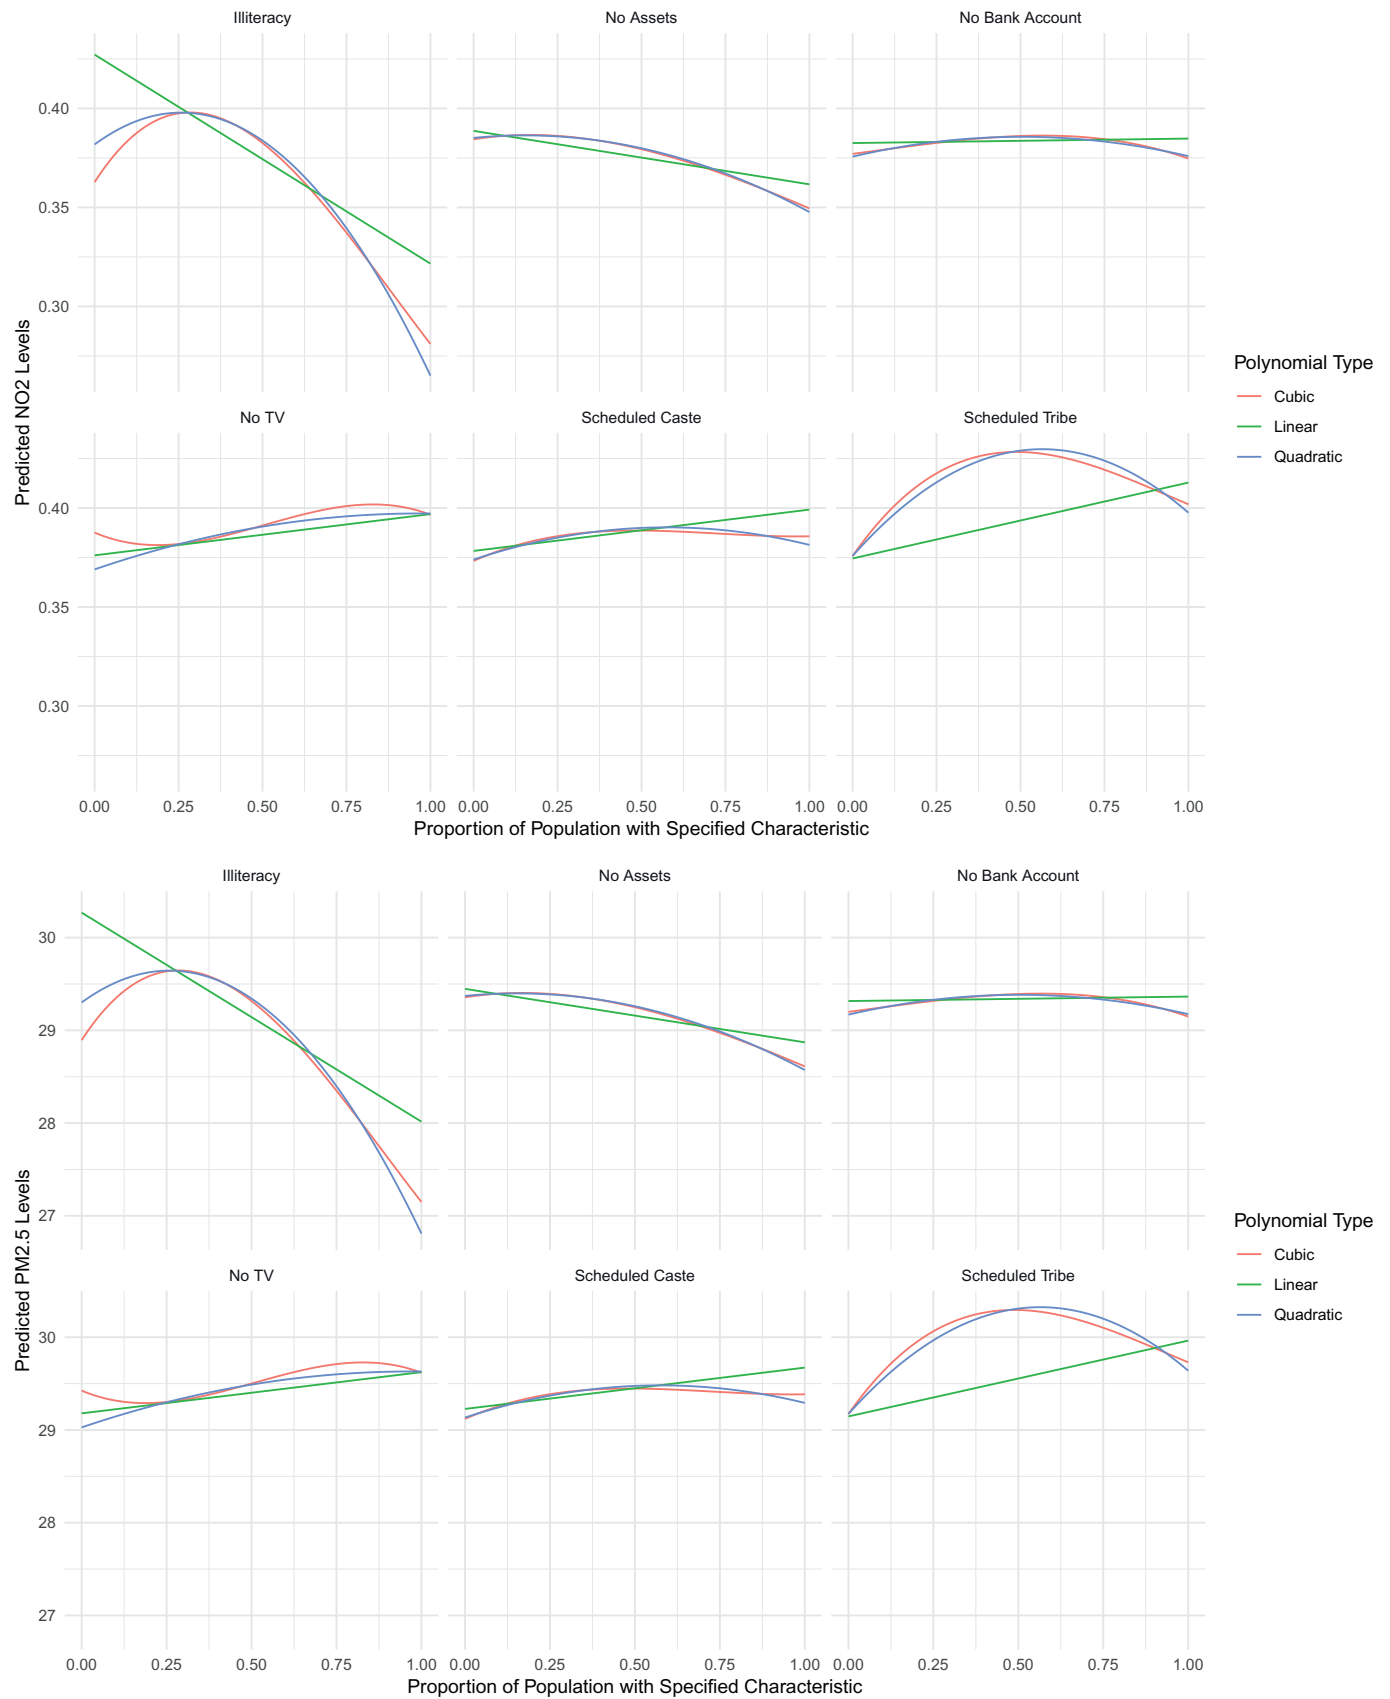 Illiteracy
No Assets
No Bank Account
0.40
0.35
0.30
Predicted NO2 Levels
No TV
Scheduled Caste
Scheduled Tribe
0.40
0.35
0.30
0.00 0.25 0.50 0.75 1.00
0.00 0.25 0.50 0.75 1.00
0.00 0.25 0.50 0.75 1.00
Proportion of Population with Specified Characteristic
Polynomial Type
Cubic
Linear
Quadratic
Illiteracy
No Assets
No Bank Account
30
29
28
27
Predicted PM2.5 Levels
No TV
Scheduled Caste
Scheduled Tribe
30
29
28
27
0.00 0.25 0.50 0.75 1.00
0.00 0.25 0.50 0.75 1.00
0.00 0.25 0.50 0.75 1.00
Proportion of Population with Specified Characteristic
Polynomial Type
Cubic
Linear
Quadratic